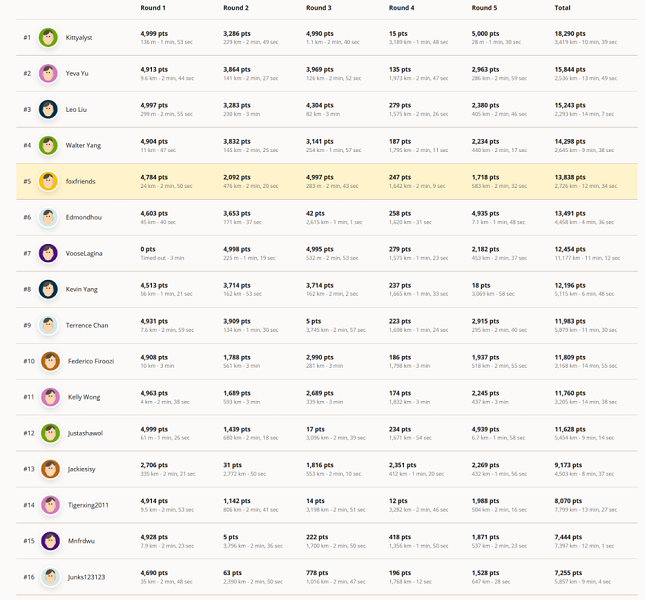 Round 1 Round 2 Round 3 Round 4 Round 5 Total
#1 Kittyalyst 4,999 pts 3,286 pts 4,990 pts 15 pts 5,000 pts 18,290 pts
136 m - 1 min, 53 sec 229 km - 2 min, 49 sec 1.1 km - 2 min, 40 sec 3,189 km - 1 min, 48 sec 28 m - 1 min, 30 sec 3,419 km - 10 min, 39 sec
#2 Yeva Yu 4,913 pts 3,864 pts 3,969 pts 135 pts 2,963 pts 15,844 pts
9.6 km - 2 min, 44 sec 141 km - 2 min, 27 sec 126 km - 2 min, 52 sec 1,973 km - 2 min, 47 sec 286 km - 2 min, 59 sec 2,536 km - 13 min, 49 sec
#3 Leo Liu 4,997 pts 3,283 pts 4,304 pts 279 pts 2,380 pts 15,243 pts
299 m - 2 min, 55 sec 230 km - 3 min 82 km - 3 min 1,575 km - 2 min, 26 sec 405 km - 2 min, 46 sec 2,293 km - 14 min, 7 sec
#4 Walter Yang 4,904 pts 3,832 pts 3,141 pts 187 pts 2,234 pts 14,298 pts
11 km - 47 sec 145 km - 2 min, 25 sec 254 km - 1 min, 57 sec 1,795 km - 2 min, 11 sec 440 km - 2 min, 17 sec 2,645 km - 9 min, 38 sec
#5 foxfriends 4,784 pts 2,092 pts 4,997 pts 247 pts 1,718 pts 13,838 pts
24 km - 2 min, 50 sec 476 km - 2 min, 20 sec 283 m - 2 min, 43 sec 1,642 km - 2 min, 9 sec 583 km - 2 min, 32 sec 2,726 km - 12 min, 34 sec
#6 Edmondhou 4,603 pts 3,653 pts 42 pts 258 pts 4,935 pts 13,491 pts
45 km - 40 sec 171 km - 37 sec 2,615 km - 1 min, 1 sec 1,620 km - 31 sec 7.1 km - 1 min, 48 sec 4,458 km - 4 min, 36 sec
#7 VooseLagina 0 pts 4,998 pts 4,995 pts 279 pts 2,182 pts 12,454 pts
Timed out - 3 min 225 m - 1 min, 19 sec 532 m - 2 min, 53 sec 1,575 km - 1 min, 23 sec 453 km - 2 min, 37 sec 11,177 km - 11 min, 12 sec
#8 Kevin Yang 4,513 pts 3,714 pts 3,714 pts 237 pts 18 pts 12,196 pts
56 km - 1 min, 21 sec 162 km - 53 sec 162 km - 2 min, 2 sec 1,665 km - 1 min, 33 sec 3,069 km - 58 sec 5,115 km - 6 min, 48 sec
#9 Terrence Chan 4,931 pts 3,909 pts 5 pts 223 pts 2,915 pts 11,983 pts
7.6 km - 2 min, 59 sec 134 km - 1 min, 30 sec 3,745 km - 2 min, 57 sec 1,698 km - 1 min, 24 sec 295 km - 2 min, 40 sec 5,879 km - 11 min, 30 sec
#10 Federico Firoozi 4,908 pts 1,788 pts 2,990 pts 186 pts 1,937 pts 11,809 pts
10 km - 3 min 561 km - 3 min 281 km - 3 min 1,798 km - 3 min 518 km - 2 min, 55 sec 3,168 km - 14 min, 55 sec
#11 Kelly Wong 4,963 pts 1,689 pts 2,689 pts 174 pts 2,245 pts 11,760 pts
4 km - 2 min, 38 sec 593 km - 3 min 339 km - 3 min 1,832 km - 3 min 437 km - 3 min 3,205 km - 14 min, 38 sec
#12 Justashawol 4,999 pts 1,439 pts 17 pts 234 pts 4,939 pts 11,628 pts
61 m - 1 min, 26 sec 680 km - 2 min, 18 sec 3,096 km - 2 min, 39 sec 1,671 km - 54 sec 6.7 km - 1 min, 58 sec 5,454 km - 9 min, 14 sec
#13 Jackiesisy 2,706 pts 31 pts 1,816 pts 2,351 pts 2,269 pts 9,173 pts
335 km - 2 min, 21 sec 2,772 km - 50 sec 553 km - 2 min, 10 sec 412 km - 1 min, 20 sec 432 km - 1 min, 56 sec 4,503 km - 8 min, 37 sec
#14 Tigerxing2011 4,914 pts 1,142 pts 14 pts 12 pts 1,988 pts 8,070 pts
9.5 km - 2 min, 53 sec 806 km - 2 min, 41 sec 3,198 km - 2 min, 51 sec 3,282 km - 2 min, 46 sec 504 km - 2 min, 16 sec 7,799 km - 13 min, 27 sec
#15 Mnfrdwu 4,928 pts 5 pts 222 pts 418 pts 1,871 pts 7,444 pts
7.9 km - 2 min, 23 sec 3,796 km - 2 min, 36 sec 1,700 km - 2 min, 50 sec 1,356 km - 1 min, 50 sec 537 km - 2 min, 23 sec 7,397 km - 12 min, 1 sec
#16 Junks123123 4,690 pts 63 pts 778 pts 196 pts 1,528 pts 7,255 pts
35 km - 2 min, 48 sec 2,390 km - 2 min, 50 sec 1,016 km - 2 min, 47 sec 1,768 km - 12 sec 647 km - 28 sec 5,857 km - 9 min, 4 sec